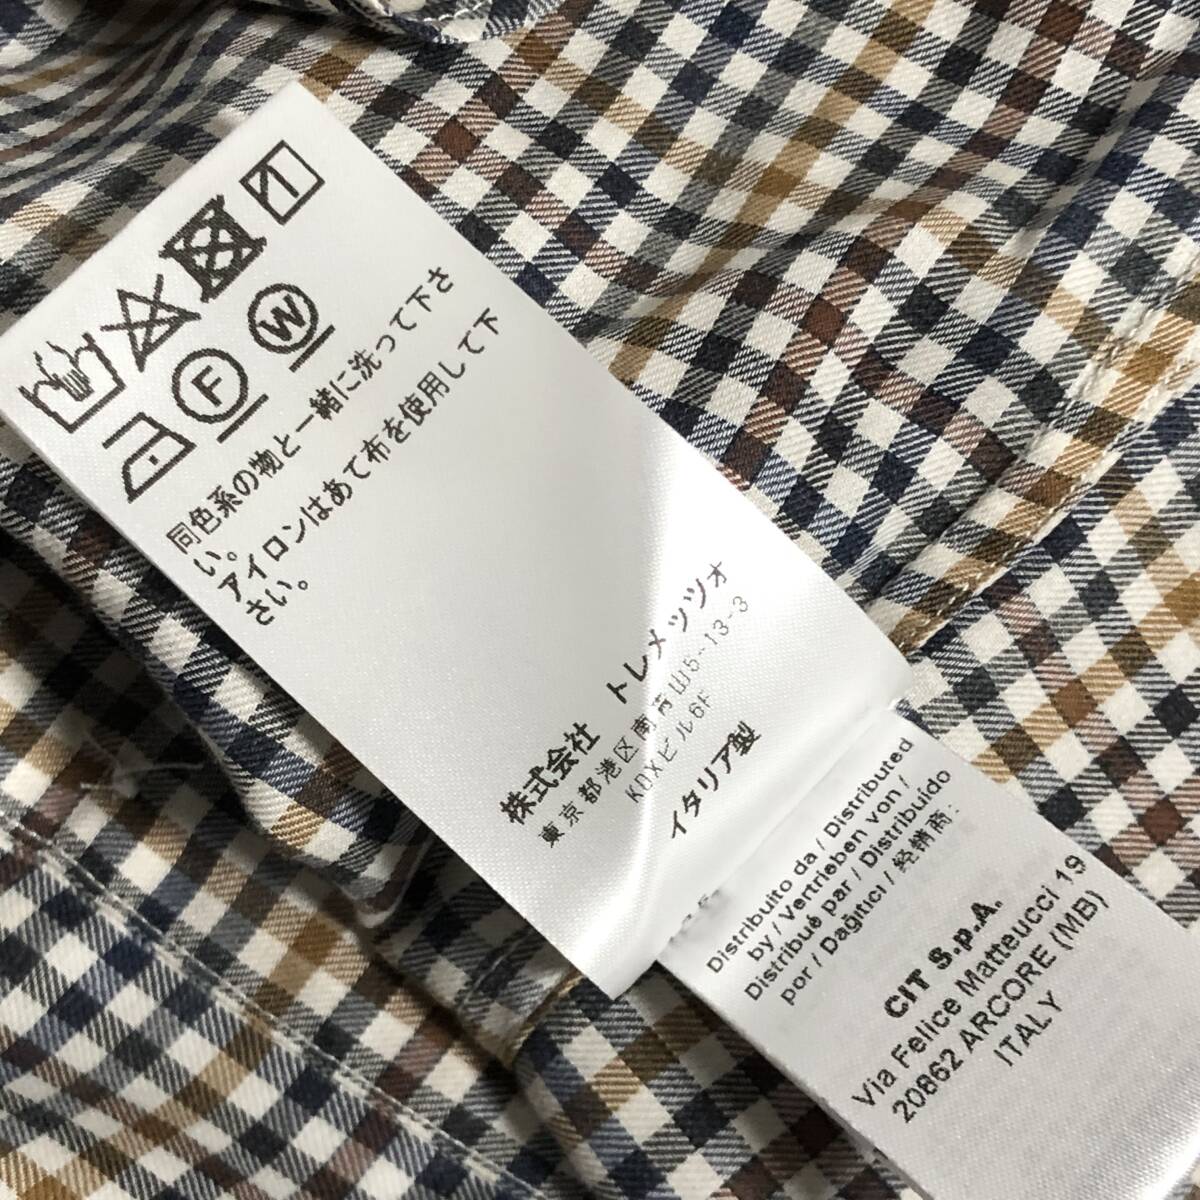 F
W
同色系の物と一緒に洗って下さ
い。
アイロンはあて布を使用して下
さい。
株式会社 トレメッツォ
東京都港区南青山5-13-3
KDXビル6F
イタリア製
Distribuito da / Distributed
by / Vertrieben von /
Distribué par / Distribuido
por / Dağıtıcı / 经销商:
CIT S.p.A.
Via Felice Matteucci 19
20862 ARCORE (MB)
ITALY